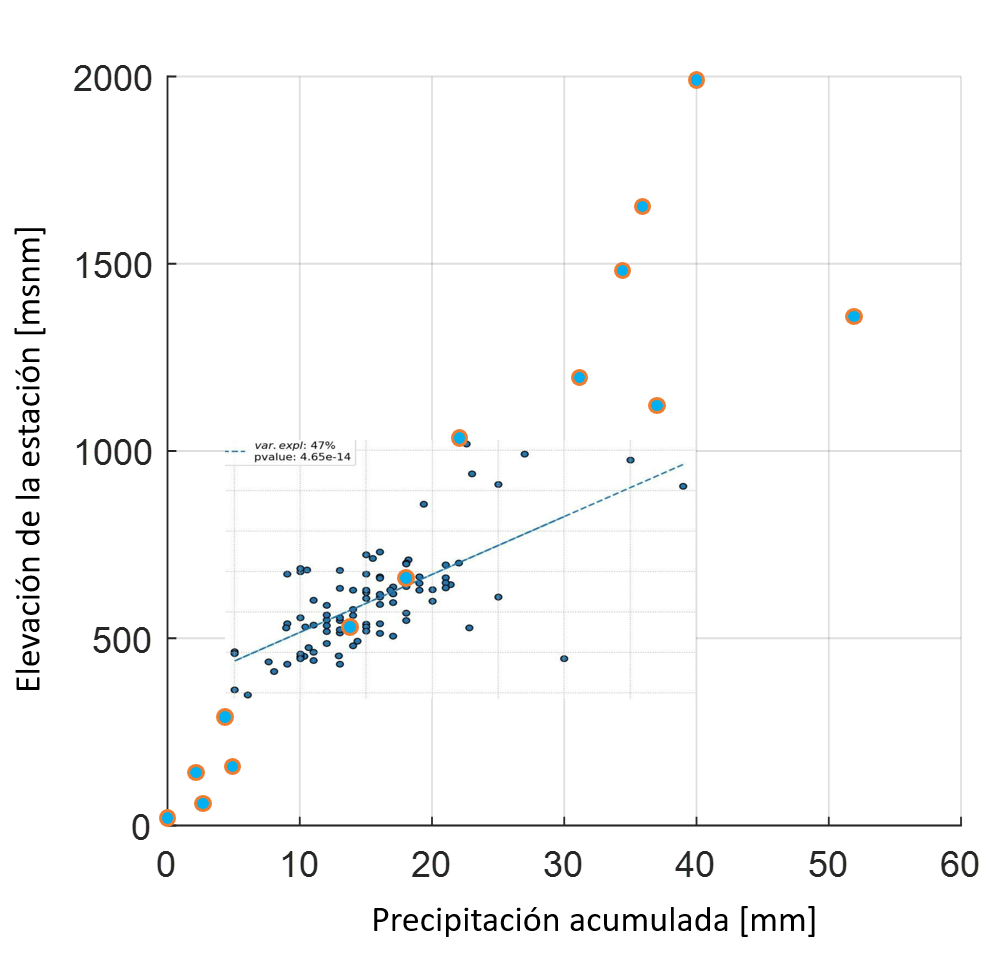 2000
1500
1000
500
0
Elevación de la estación [msnm]
var. expl: 47%
pvalue: 4.65e-14
0 10 20 30 40 50 60
Precipitación acumulada [mm]